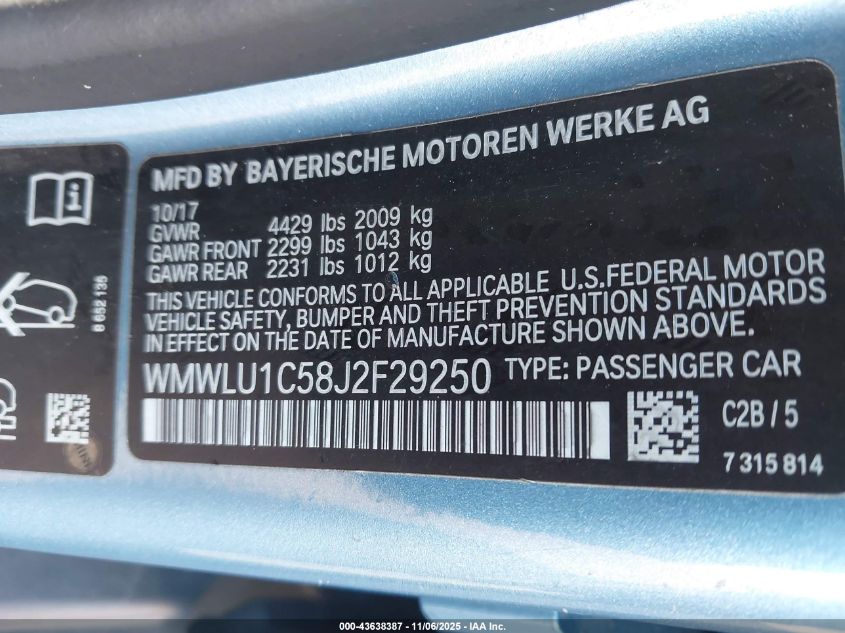 MFD BY BAYERISCHE MOTOREN WERKE AG
10/17
GVWR 4429 lbs 2009 kg
GAWR FRONT 2299 lbs 1043 kg
GAWR REAR 2231 lbs 1012 kg
THIS VEHICLE CONFORMS TO ALL APPLICABLE U.S.FEDERAL MOTOR
VEHICLE SAFETY, BUMPER AND THEFT PREVENTION STANDARDS
IN EFFECT ON THE DATE OF MANUFACTURE SHOWN ABOVE.
WMWLU1C58J2F29250 TYPE: PASSENGER CAR
C2B / 5
7 315 814
8 652 135
000-43638387 - 11/06/2025 - IAA Inc.